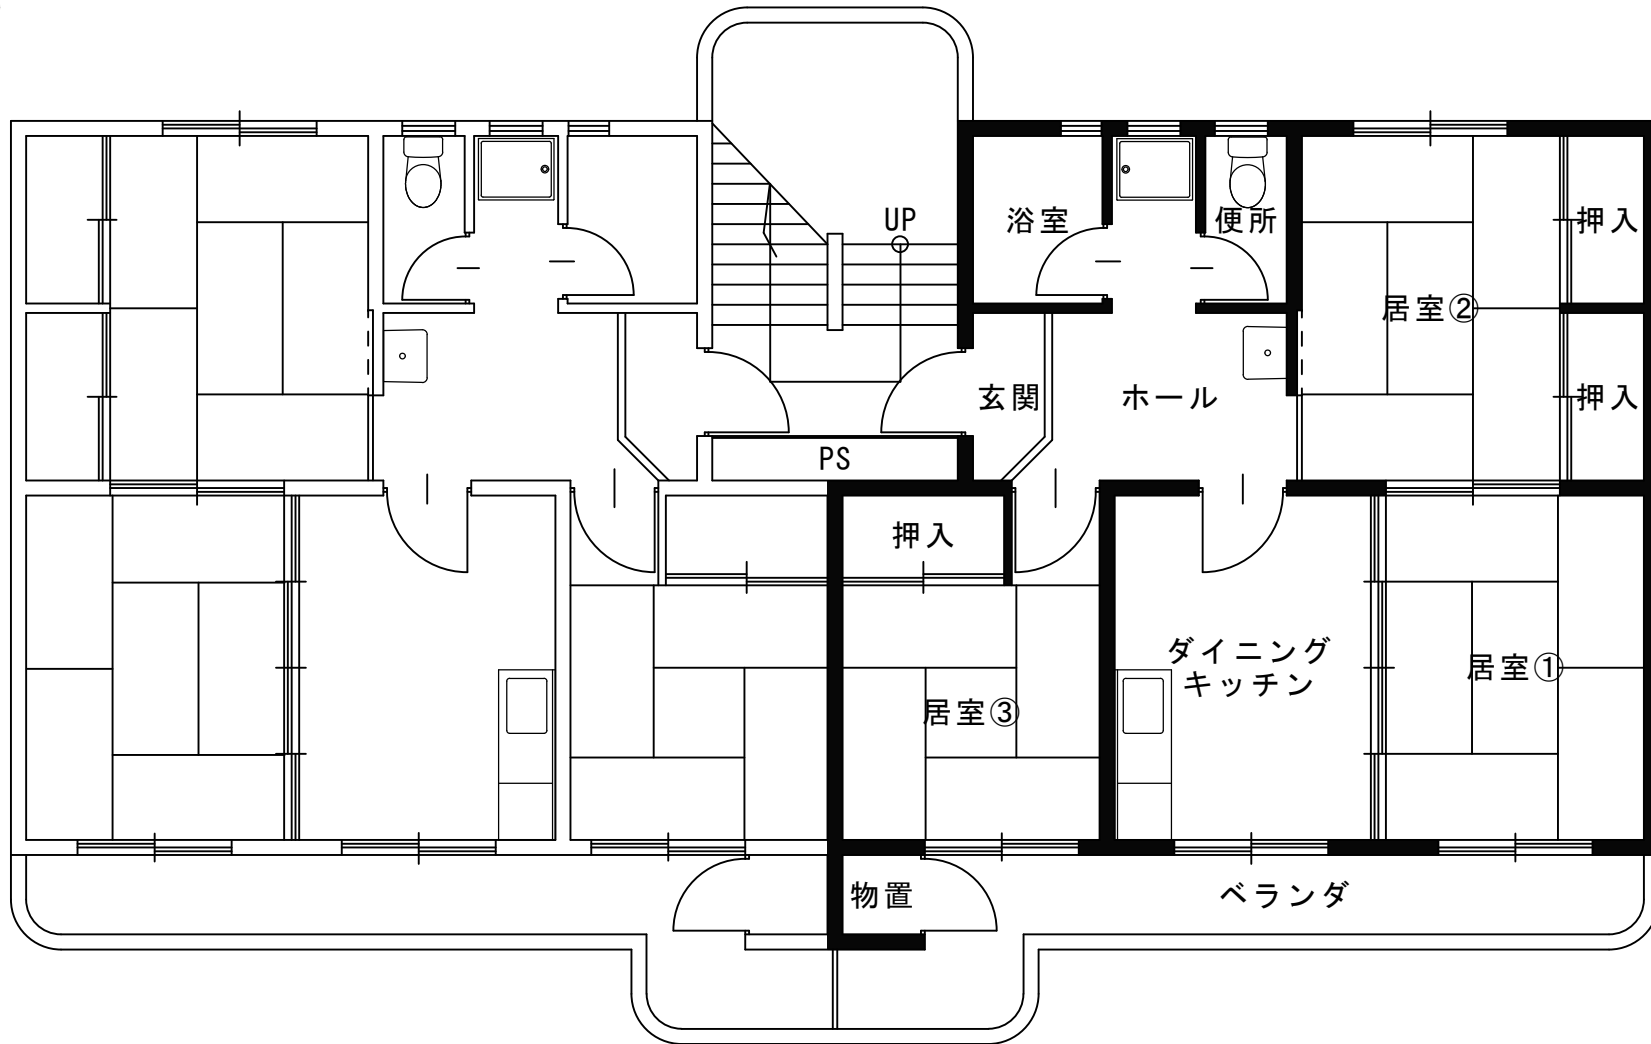 UP
浴室
便所
押入
居室②
玄関
ホール
押入
PS
押入
ダイニング
キッチン
居室①
居室③
物置
ベランダ